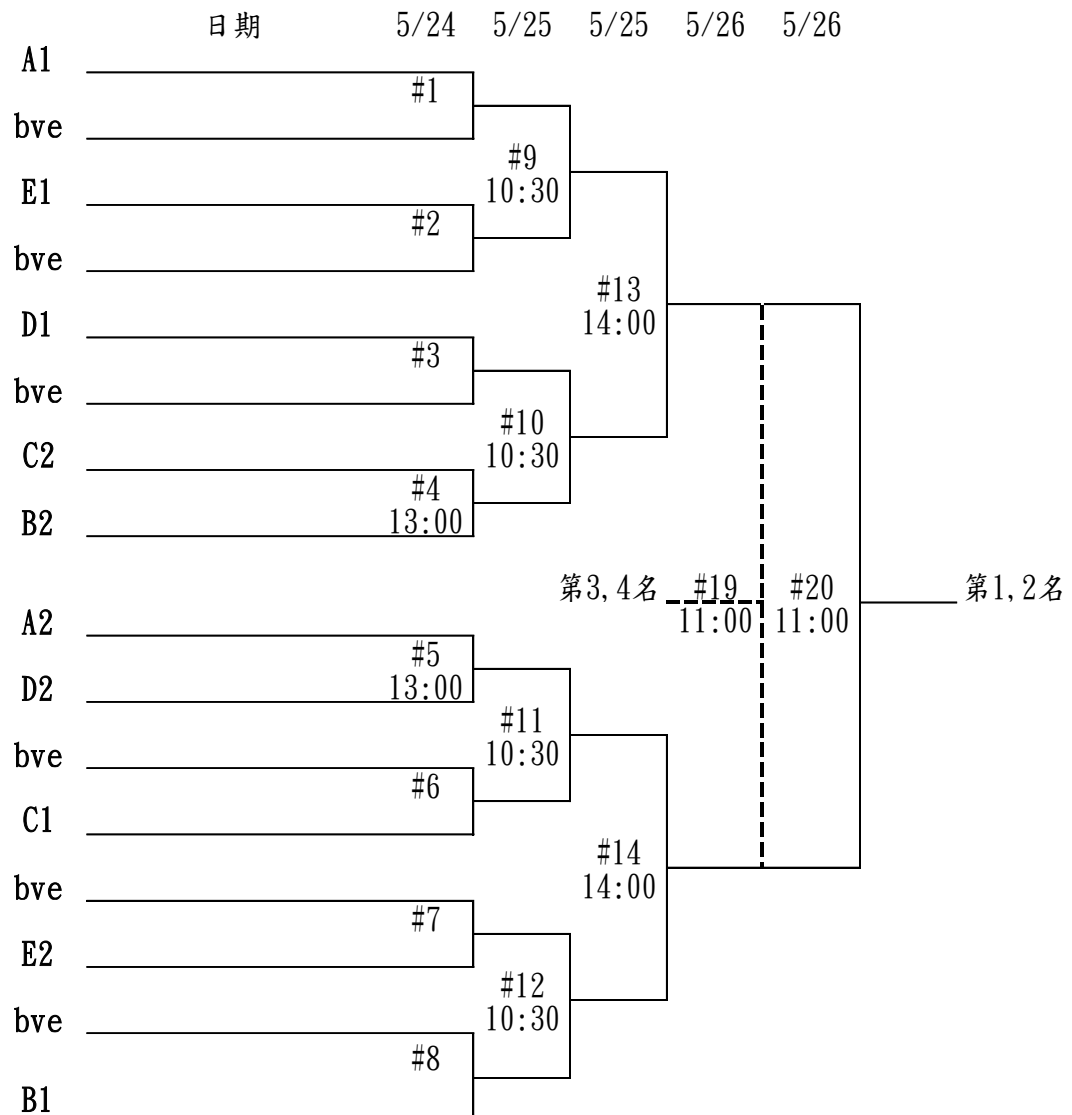 日期 5/24 5/25 5/25 5/26 5/26
A1
#1
bve
#9
10:30
E1
#2
bve
#13
14:00
D1
#3
bve
#10
10:30
C2
#4
13:00
B2
第3,4名 #19 #20 第1,2名
11:00 11:00
A2
#5
13:00
D2
#11
10:30
bve
#6
C1
#14
14:00
bve
#7
E2
#12
10:30
bve
#8
B1